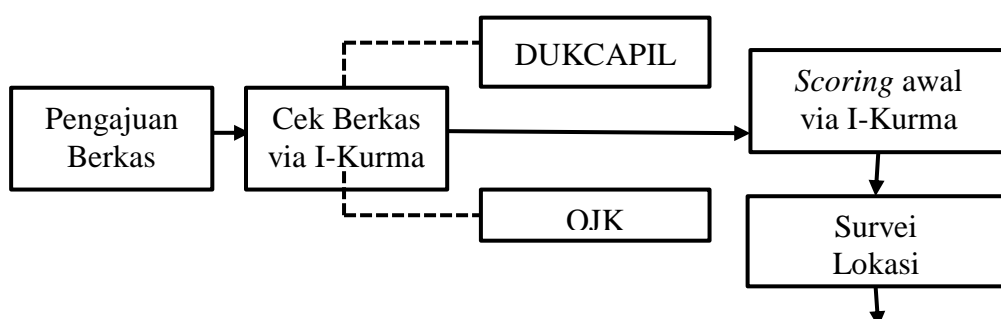 Pengajuan
Berkas
Cek Berkas
via I-Kurma
DUKCAPIL
OJK
Scoring awal
via I-Kurma
Survei
Lokasi